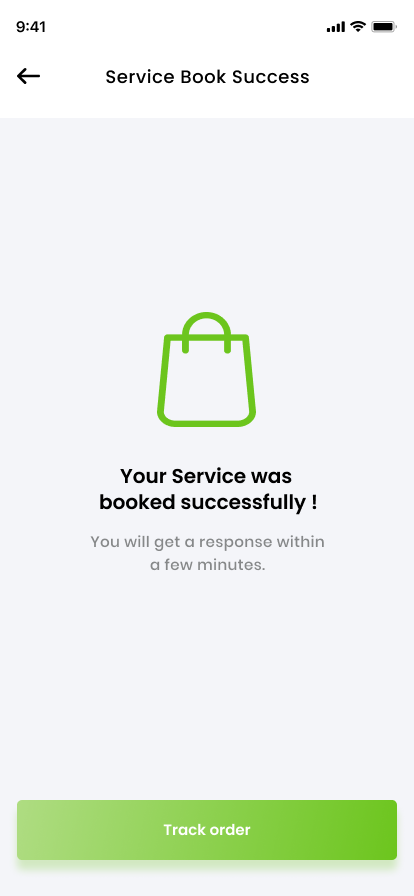 9:41
Service Book Success
Your Service was
booked successfully !
You will get a response within
a few minutes.
Track order